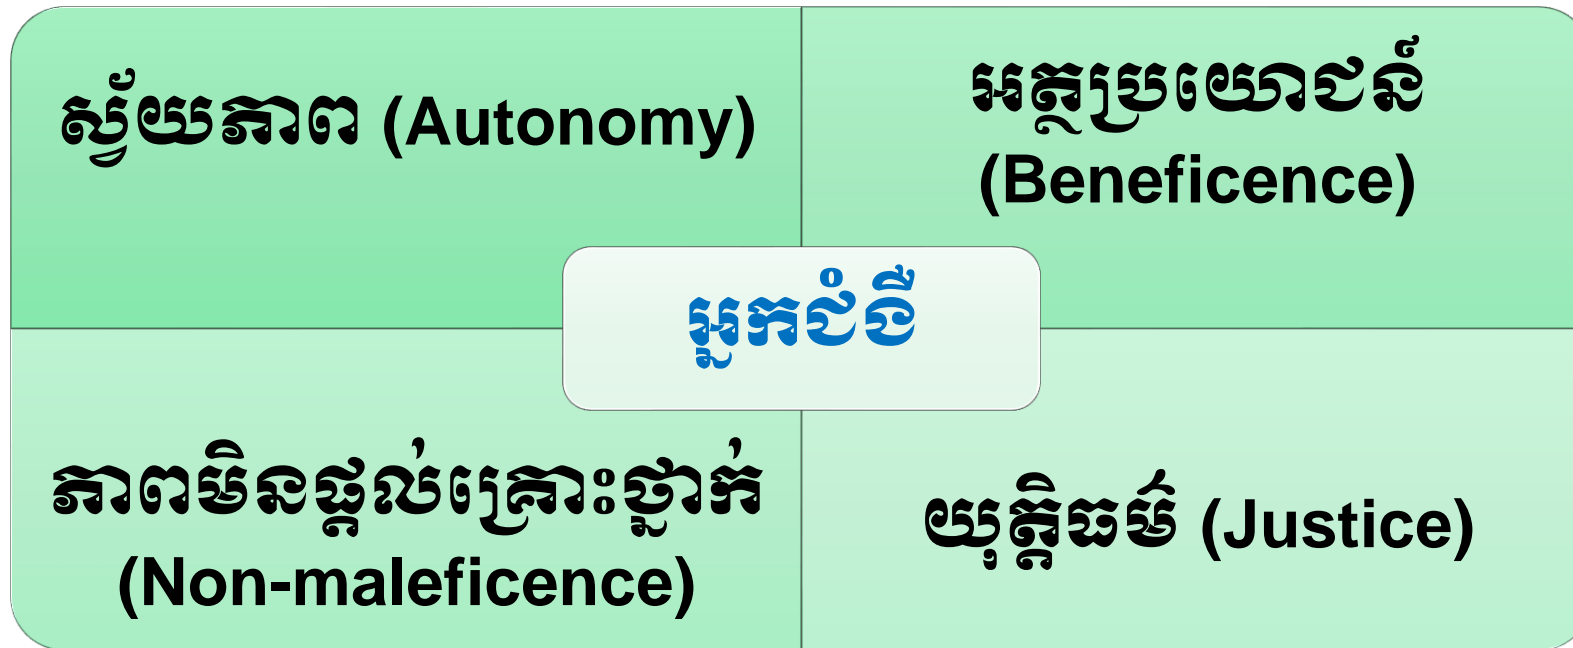 ស្វ័យភាព (Autonomy)
អត្ថប្រយោជន៍
(Beneficence)
អ្នកជំងឺ
ភាពមិនផ្តល់គ្រោះថ្នាក់
(Non-maleficence)
យុត្តិធម៌ (Justice)